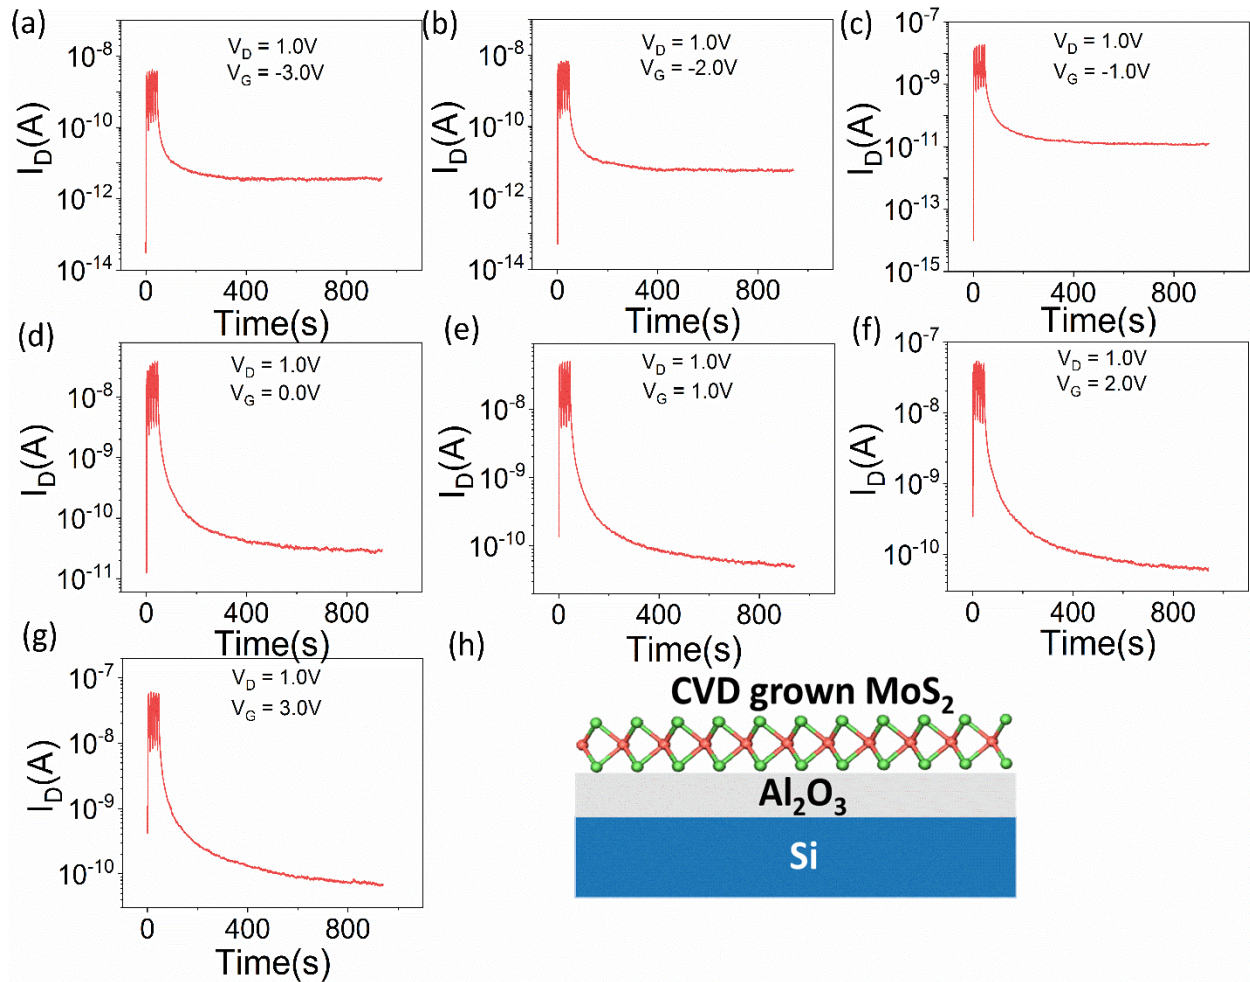 (a)
V_D = 1.0V
V_G = -3.0V
10^-8
10^-10
10^-12
10^-14
I_D(A)
0 400 800
Time(s)
(b)
V_D = 1.0V
V_G = -2.0V
10^-8
10^-10
10^-12
10^-14
I_D(A)
0 400 800
Time(s)
(c)
V_D = 1.0V
V_G = -1.0V
10^-7
10^-9
10^-11
10^-13
10^-15
I_D(A)
0 400 800
Time(s)
(d)
V_D = 1.0V
V_G = 0.0V
10^-8
10^-9
10^-10
10^-11
I_D(A)
0 400 800
Time(s)
(e)
V_D = 1.0V
V_G = 1.0V
10^-8
10^-9
10^-10
I_D(A)
0 400 800
Time(s)
(f)
V_D = 1.0V
V_G = 2.0V
10^-7
10^-8
10^-9
10^-10
I_D(A)
0 400 800
Time(s)
(g)
V_D = 1.0V
V_G = 3.0V
10^-7
10^-8
10^-9
10^-10
I_D(A)
0 400 800
Time(s)
(h)
CVD grown MoS₂
Al₂O₃
Si